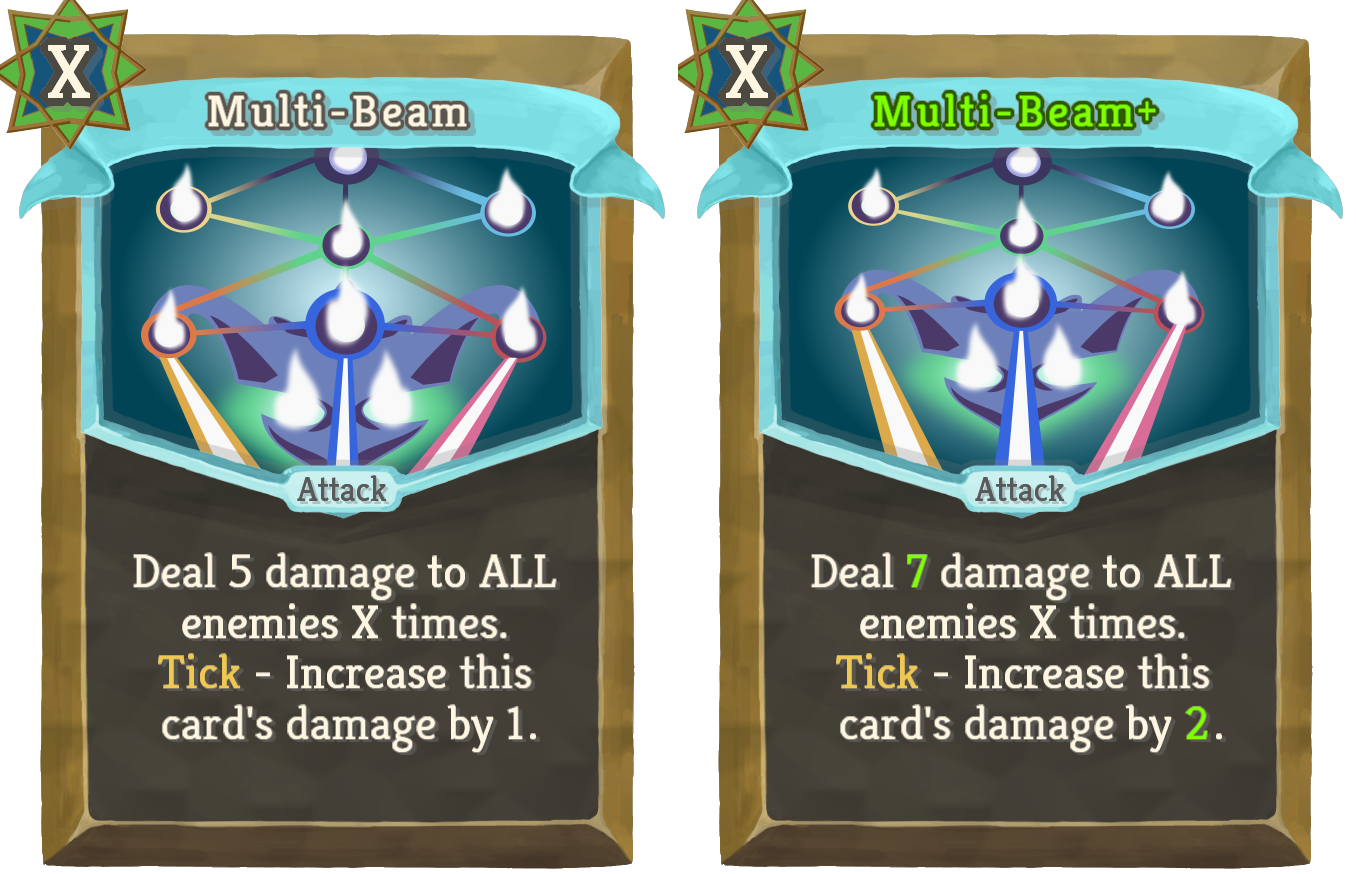 X
Multi-Beam
Attack
Deal 5 damage to ALL
enemies X times.
Tick - Increase this
card's damage by 1.
X
Multi-Beam+
Attack
Deal 7 damage to ALL
enemies X times.
Tick - Increase this
card's damage by 2.